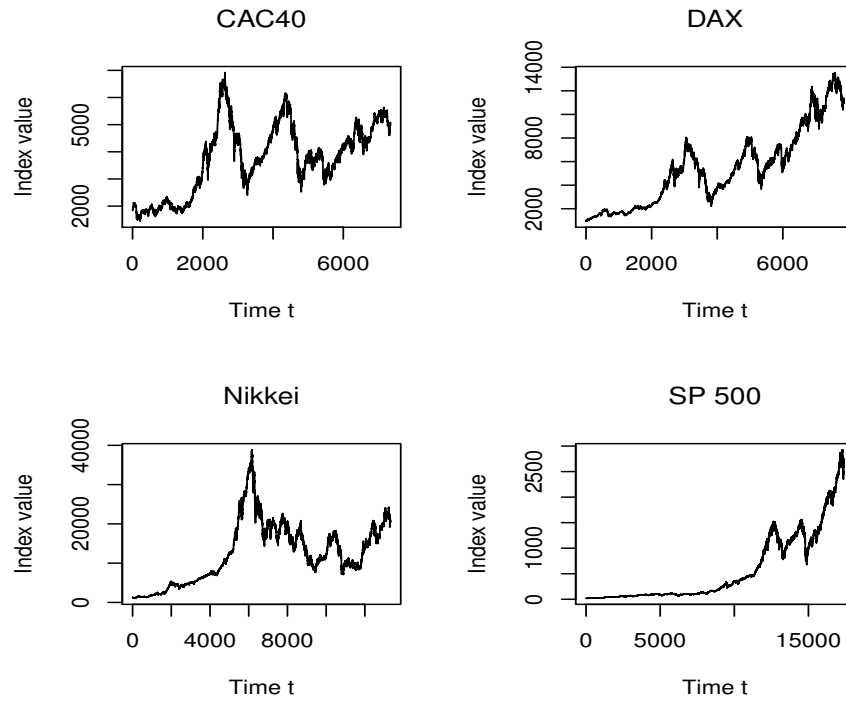 CAC40
Index value
2000
5000
0
2000
6000
Time t
DAX
Index value
2000
8000
14000
0
2000
6000
Time t
Nikkei
Index value
0
20000
40000
0
4000
8000
Time t
SP 500
Index value
0
1000
2500
0
5000
15000
Time t